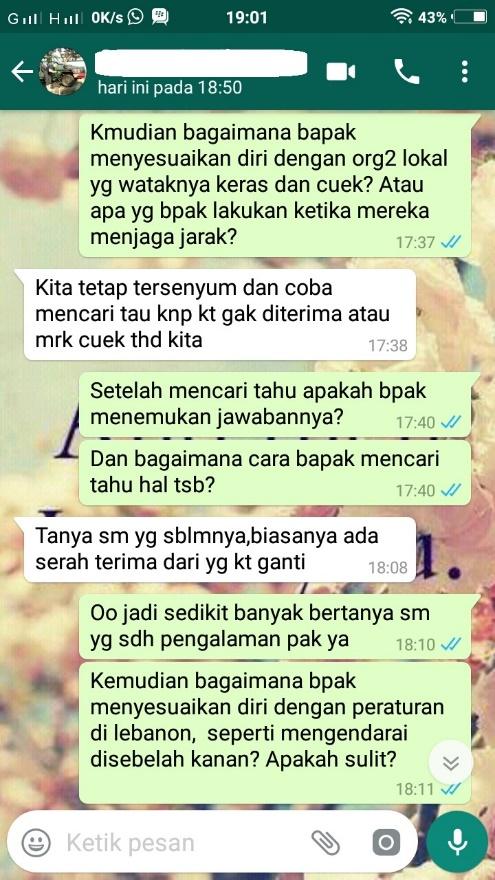 G H 0K/s 19:01 43%
hari ini pada 18:50
Kmudian bagaimana bapak
menyesuaikan diri dengan org2 lokal
yg wataknya keras dan cuek? Atau
apa yg bpak lakukan ketika mereka
menjaga jarak?
17:37
Kita tetap tersenyum dan coba
mencari tau knp kt gak diterima atau
mrk cuek thd kita
17:38
Setelah mencari tahu apakah bpak
menemukan jawabannya?
17:40
Dan bagaimana cara bapak mencari
tahu hal tsb?
17:40
Tanya sm yg sblmnya,biasanya ada
serah terima dari yg kt ganti
18:08
Oo jadi sedikit banyak bertanya sm
yg sdh pengalaman pak ya
18:10
Kemudian bagaimana bpak
menyesuaikan diri dengan peraturan
di lebanon, seperti mengendarai
disebelah kanan? Apakah sulit?
18:11
Ketik pesan